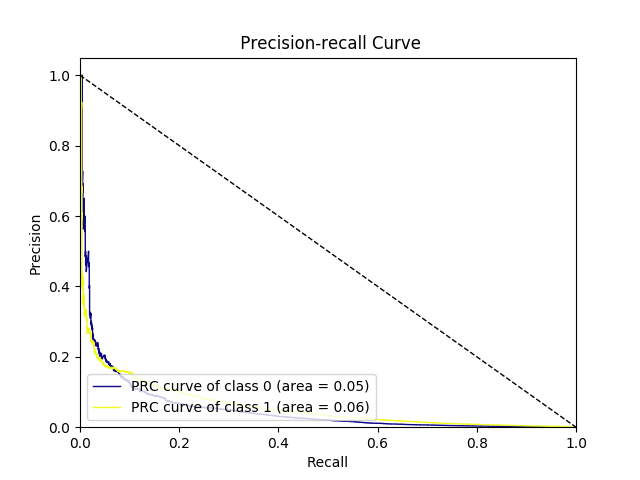 Precision-recall Curve
1.0
0.8
0.6
0.4
0.2
0.0
Precision
PRC curve of class 0 (area = 0.05)
PRC curve of class 1 (area = 0.06)
0.0 0.2 0.4 0.6 0.8 1.0
Recall